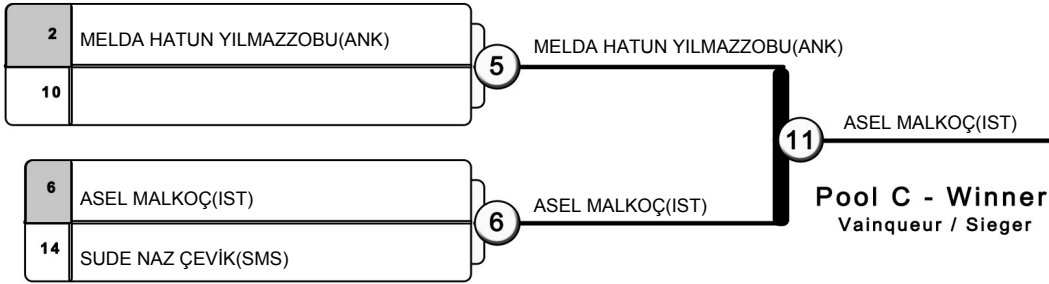 2 MELDA HATUN YILMAZZOBU(ANK)
10
5
MELDA HATUN YILMAZZOBU(ANK)
6 ASEL MALKOÇ(IST)
14 SUDE NAZ ÇEVİK(SMS)
6
ASEL MALKOÇ(IST)
11
ASEL MALKOÇ(IST)
Pool C - Winner
Vainqueur / Sieger